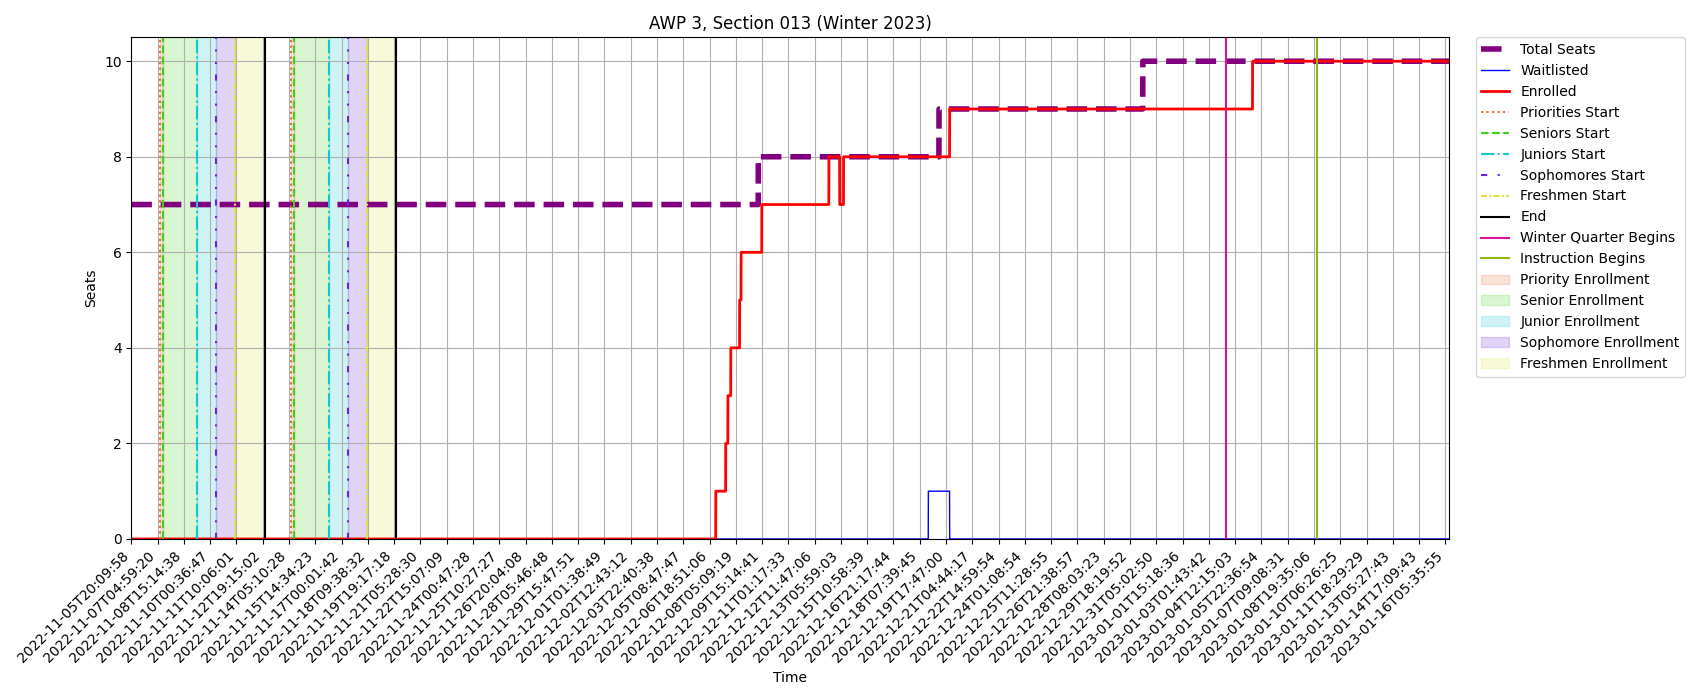 AWP 3, Section 013 (Winter 2023)
Total Seats
Waitlisted
Enrolled
Priorities Start
Seniors Start
Juniors Start
Sophomores Start
Freshmen Start
End
Winter Quarter Begins
Instruction Begins
Priority Enrollment
Senior Enrollment
Junior Enrollment
Sophomore Enrollment
Freshmen Enrollment
Seats
10
8
6
4
2
0
2022-11-05T20:09:58
2022-11-07T04:59:20
2022-11-08T15:14:38
2022-11-10T00:36:47
2022-11-11T10:06:01
2022-11-12T19:15:02
2022-11-14T05:10:28
2022-11-15T14:34:23
2022-11-17T00:01:42
2022-11-18T09:38:32
2022-11-19T19:17:18
2022-11-21T05:28:30
2022-11-22T15:07:09
2022-11-24T00:47:28
2022-11-25T10:27:27
2022-11-26T20:04:08
2022-11-28T05:46:48
2022-11-29T15:47:51
2022-12-01T01:38:49
2022-12-02T12:43:12
2022-12-03T22:40:38
2022-12-05T08:47:47
2022-12-06T18:51:06
2022-12-08T05:09:19
2022-12-09T15:14:41
2022-12-11T01:17:33
2022-12-12T11:47:06
2022-12-13T15:59:03
2022-12-15T10:58:39
2022-12-16T21:17:44
2022-12-18T07:39:45
2022-12-19T17:47:00
2022-12-21T04:44:17
2022-12-22T14:59:54
2022-12-24T01:08:54
2022-12-25T11:28:55
2022-12-26T21:38:57
2022-12-28T08:03:23
2022-12-29T18:19:52
2022-12-31T05:02:50
2023-01-01T15:18:36
2023-01-03T01:43:42
2023-01-04T12:15:03
2023-01-05T22:36:54
2023-01-07T09:08:31
2023-01-08T19:35:06
2023-01-10T06:26:25
2023-01-11T18:29:29
2023-01-13T05:27:43
2023-01-14T17:09:43
2023-01-16T05:35:55
Time